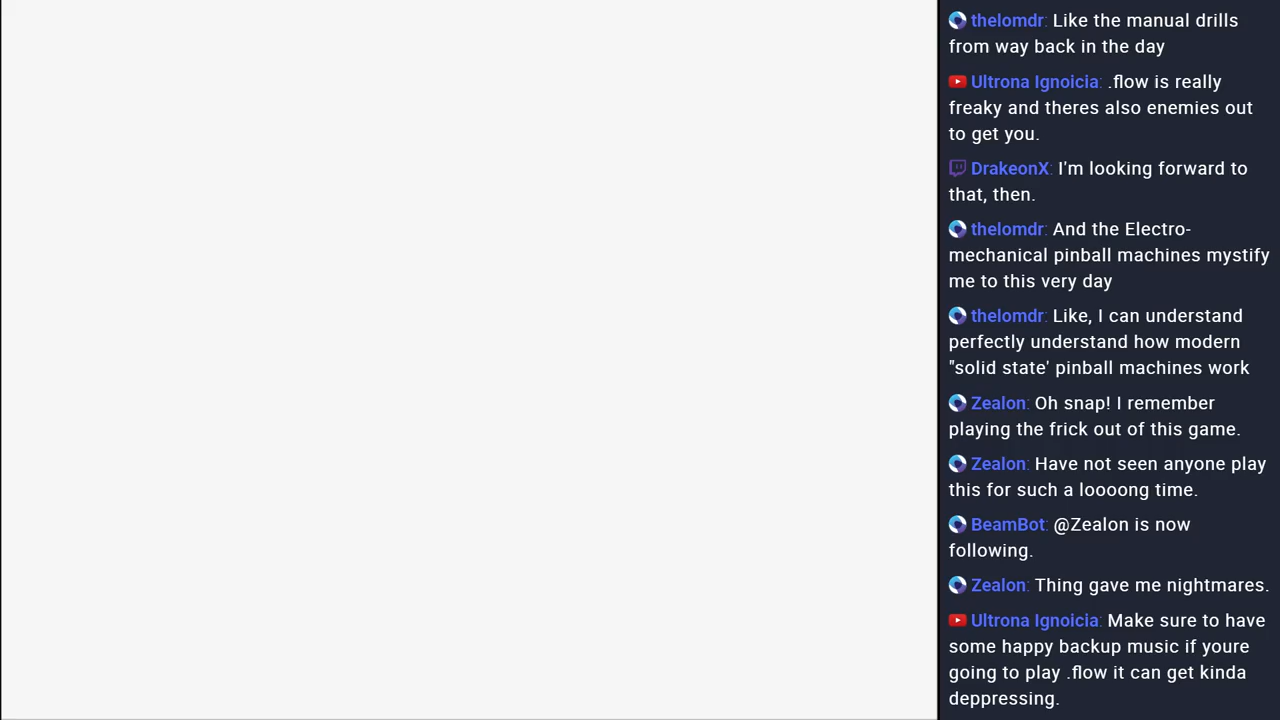 thelomdr: Like the manual drills
from way back in the day
Ultrona Ignoicia: .flow is really
freaky and theres also enemies out
to get you.
DrakeonX: I'm looking forward to
that, then.
thelomdr: And the Electro-
mechanical pinball machines mystify
me to this very day
thelomdr: Like, I can understand
perfectly understand how modern
"solid state' pinball machines work
Zealon: Oh snap! I remember
playing the frick out of this game.
Zealon: Have not seen anyone play
this for such a loooong time.
BeamBot: @Zealon is now
following.
Zealon: Thing gave me nightmares.
Ultrona Ignoicia: Make sure to have
some happy backup music if youre
going to play .flow it can get kinda
deppressing.